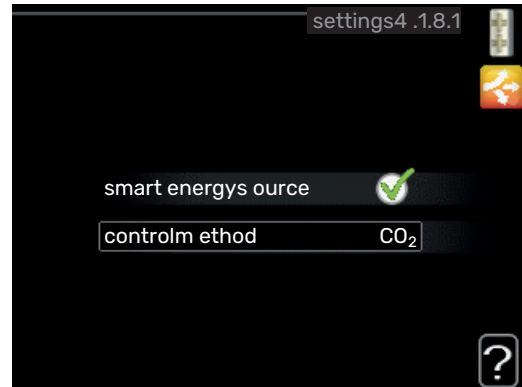 settings4 .1.8.1
smart energys ource
controlm ethod CO₂
?